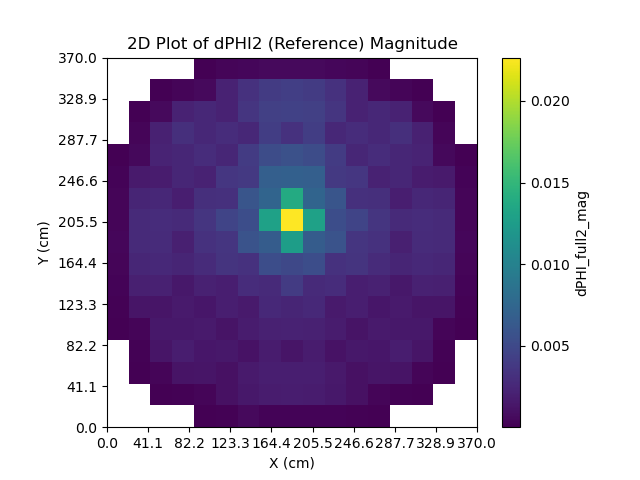 2D Plot of dPHI2 (Reference) Magnitude
370.0
328.9
287.7
246.6
205.5
164.4
123.3
82.2
41.1
0.0
Y (cm)
0.0 41.1 82.2 123.3 164.4 205.5 246.6 287.7 328.9 370.0
X (cm)
0.020
0.015
0.010
0.005
dPHI_full2_mag